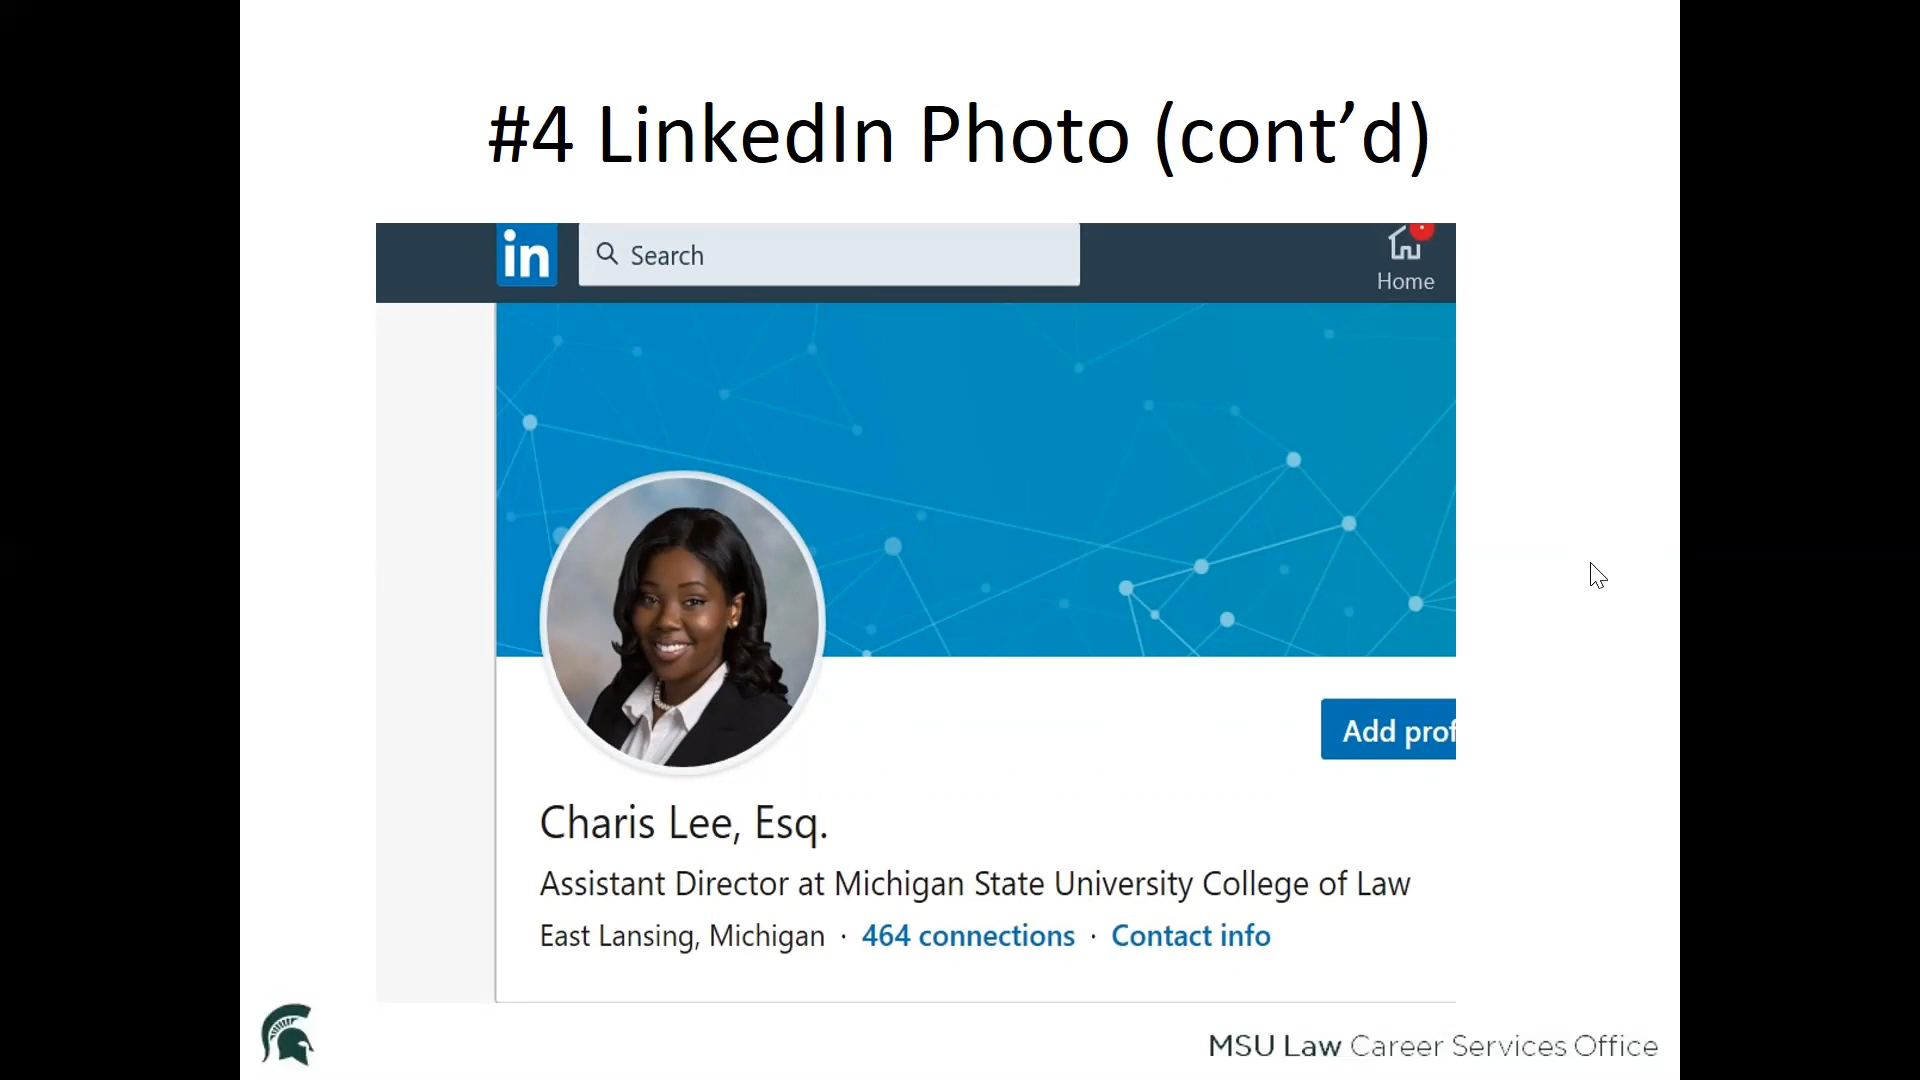 #4 LinkedIn Photo (cont’d)
in
Search
Home
Add prof
Charis Lee, Esq.
Assistant Director at Michigan State University College of Law
East Lansing, Michigan · 464 connections · Contact info
MSU Law Career Services Office